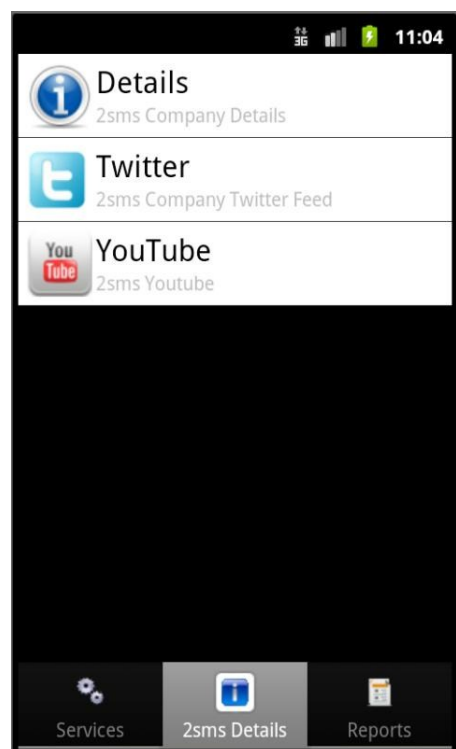 3G 11:04
Details
2sms Company Details
Twitter
2sms Company Twitter Feed
You
Tube
YouTube
2sms Youtube
Services
2sms Details
Reports